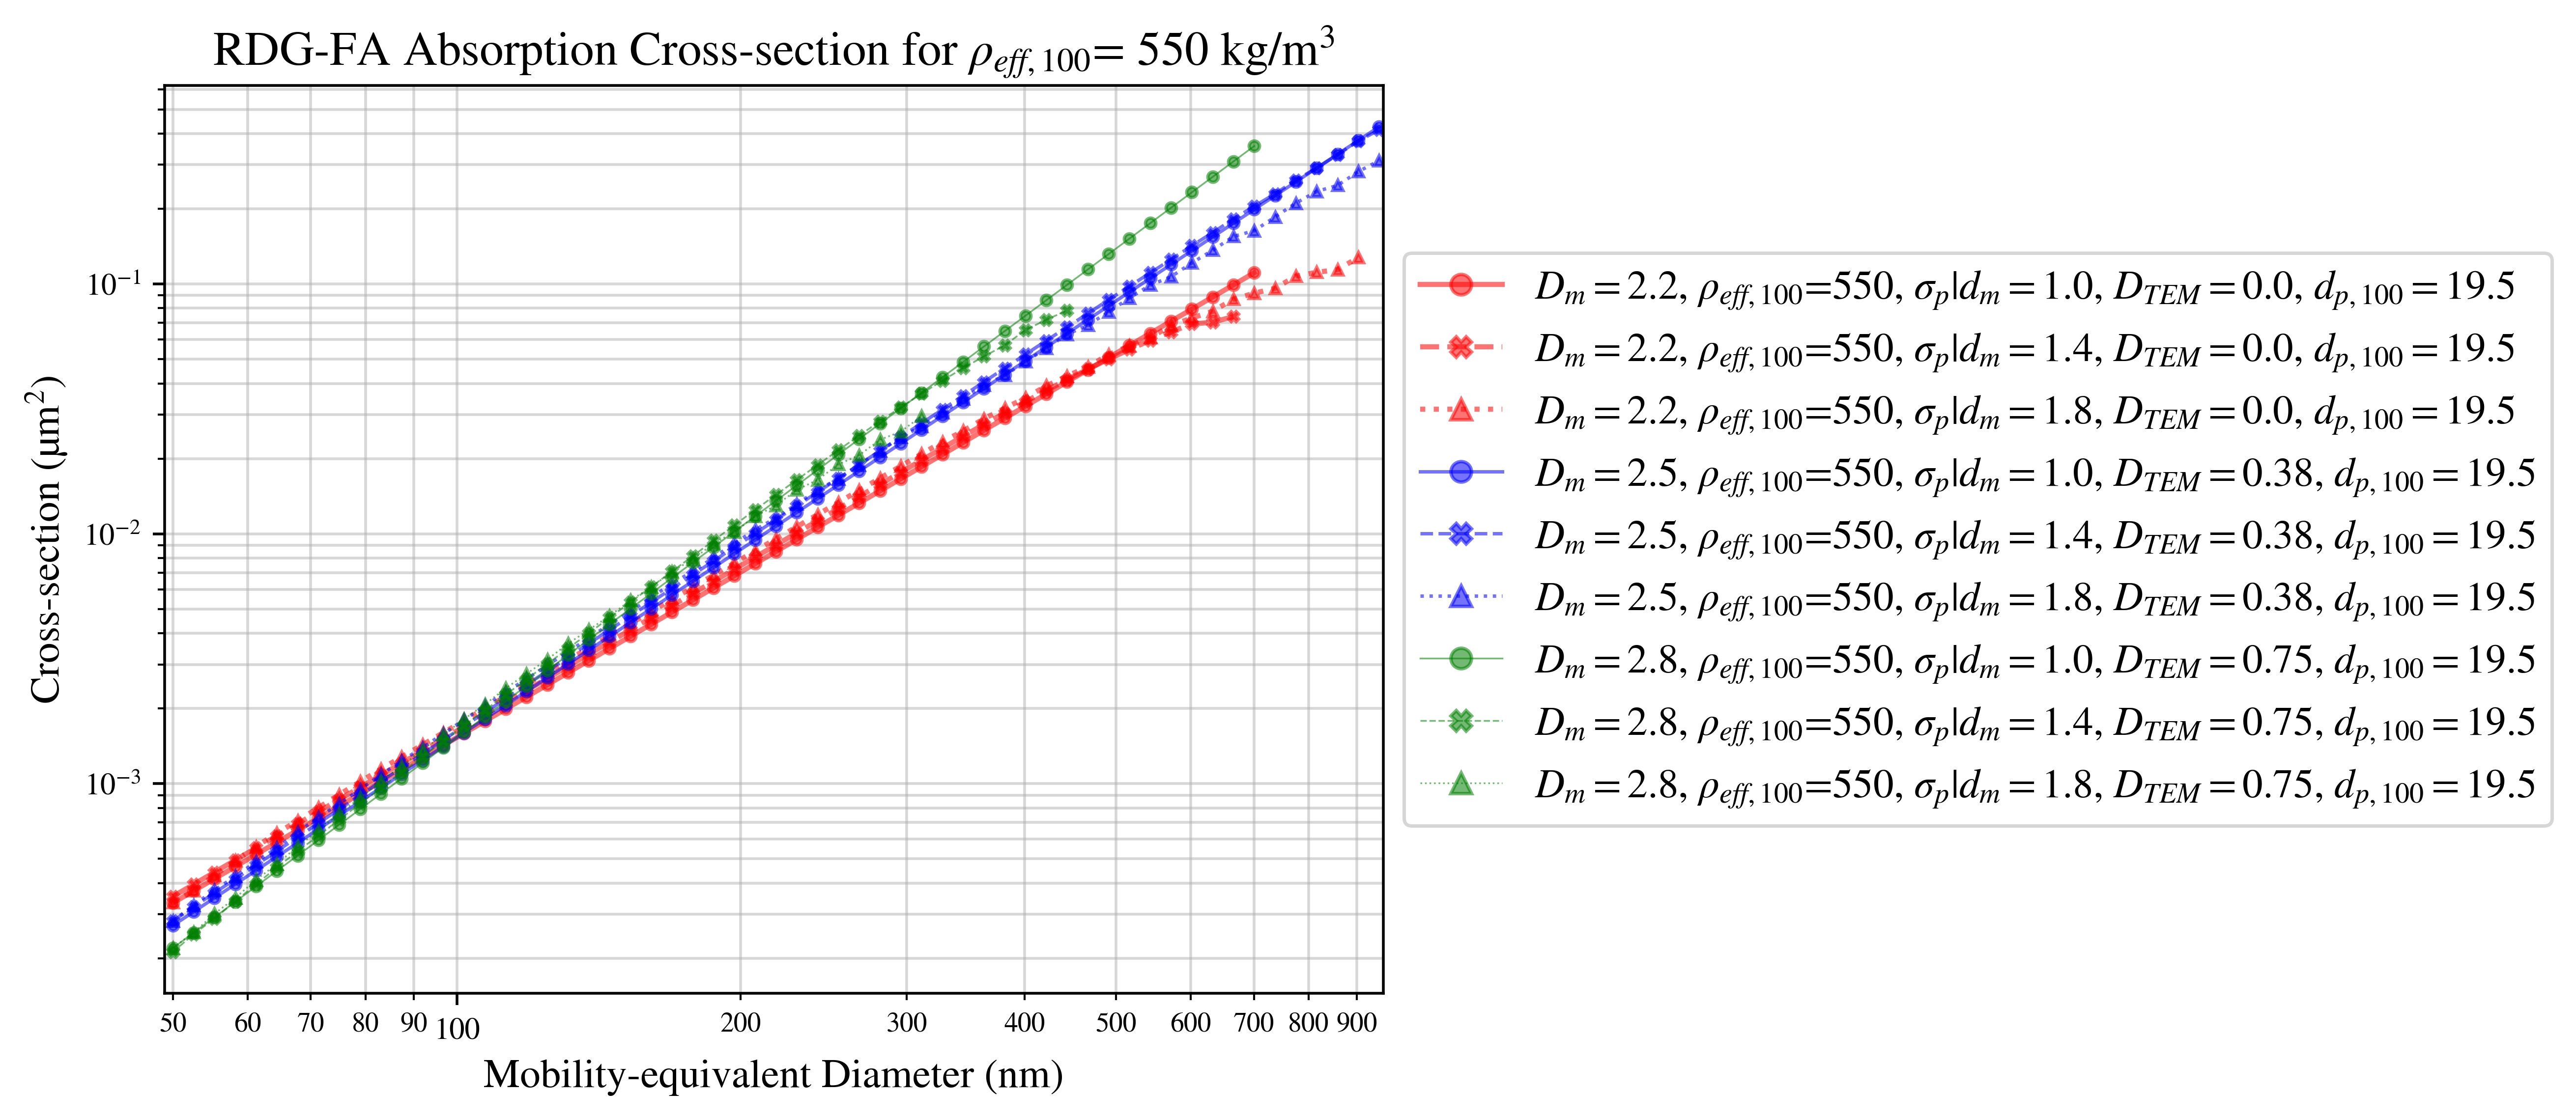 RDG-FA Absorption Cross-section for ρeff,100= 550 kg/m³
Cross-section (μm²)
10⁻¹
10⁻²
10⁻³
50 60 70 80 90 100 200 300 400 500 600 700 800 900
Mobility-equivalent Diameter (nm)
Dm = 2.2, ρeff,100=550, σp|dm = 1.0, DTEM = 0.0, dp,100 = 19.5
Dm = 2.2, ρeff,100=550, σp|dm = 1.4, DTEM = 0.0, dp,100 = 19.5
Dm = 2.2, ρeff,100=550, σp|dm = 1.8, DTEM = 0.0, dp,100 = 19.5
Dm = 2.5, ρeff,100=550, σp|dm = 1.0, DTEM = 0.38, dp,100 = 19.5
Dm = 2.5, ρeff,100=550, σp|dm = 1.4, DTEM = 0.38, dp,100 = 19.5
Dm = 2.5, ρeff,100=550, σp|dm = 1.8, DTEM = 0.38, dp,100 = 19.5
Dm = 2.8, ρeff,100=550, σp|dm = 1.0, DTEM = 0.75, dp,100 = 19.5
Dm = 2.8, ρeff,100=550, σp|dm = 1.4, DTEM = 0.75, dp,100 = 19.5
Dm = 2.8, ρeff,100=550, σp|dm = 1.8, DTEM = 0.75, dp,100 = 19.5